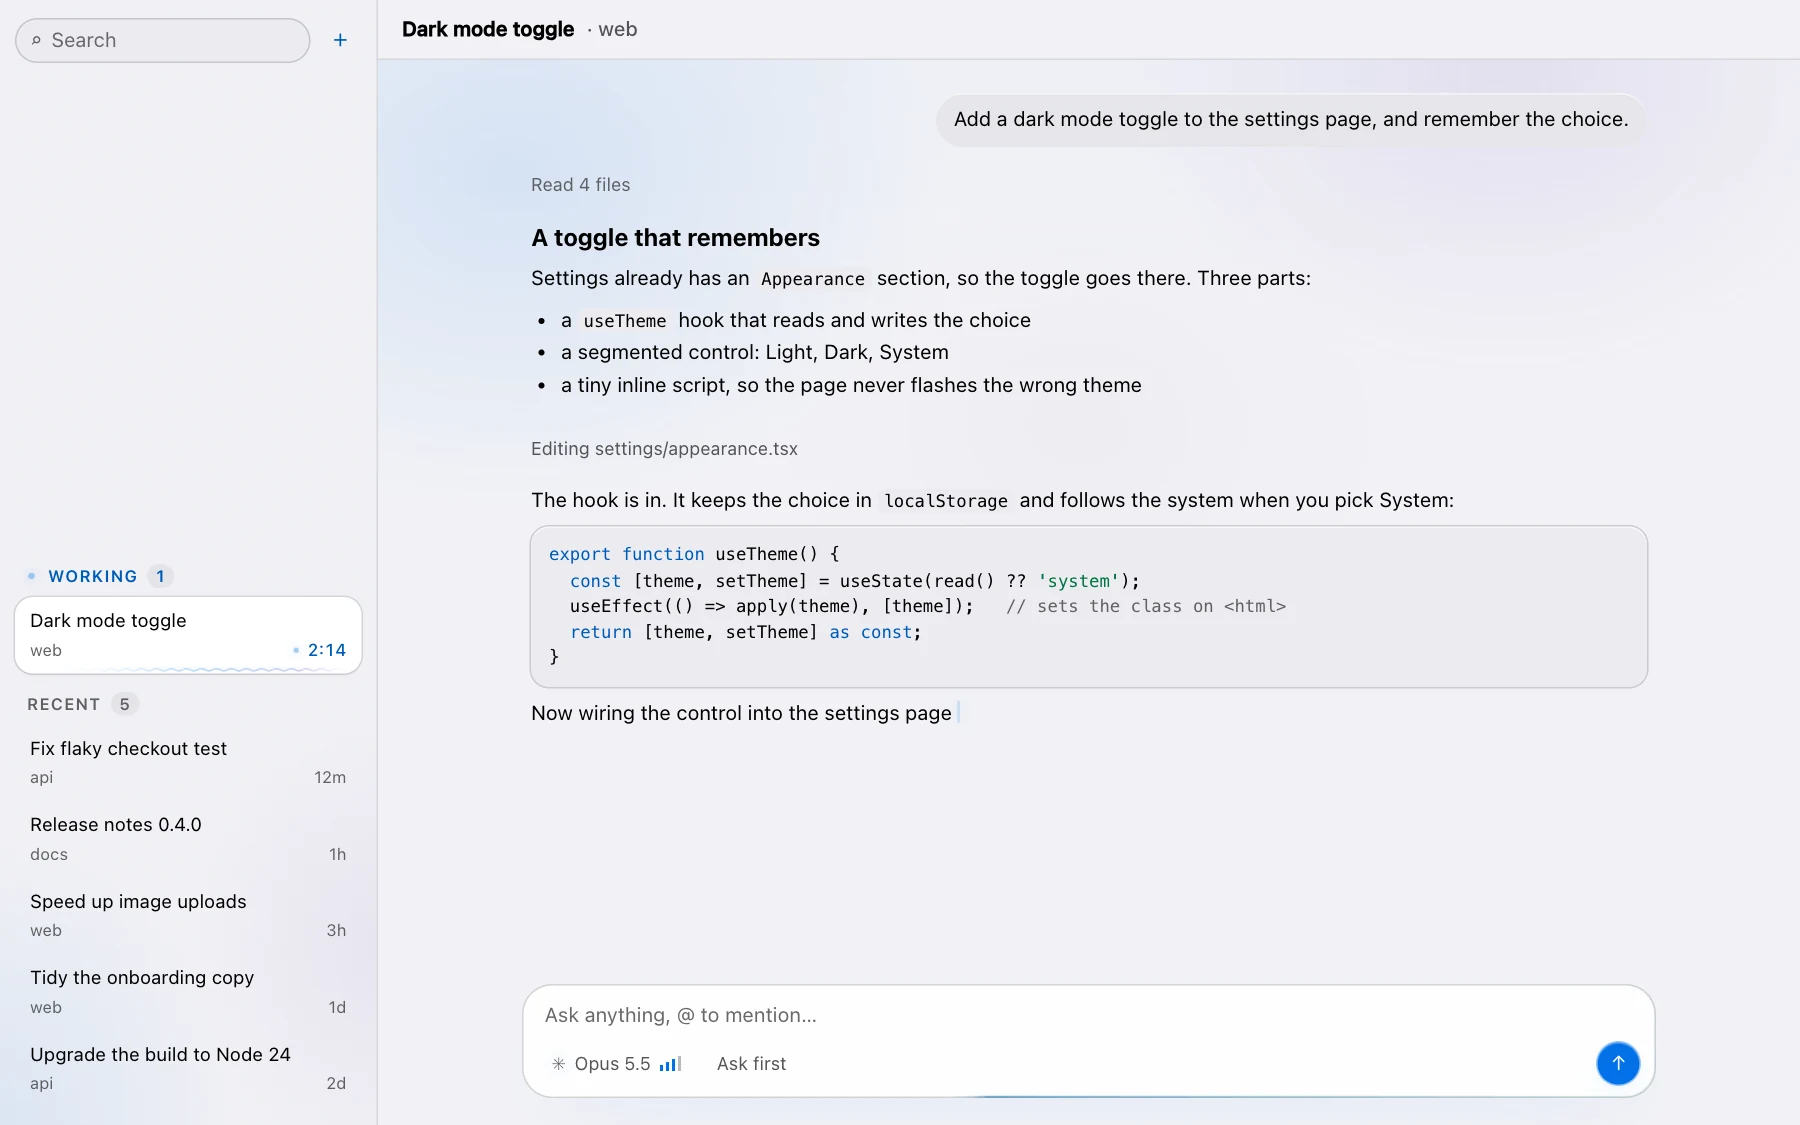 Search
+
WORKING 1
Dark mode toggle
web
2:14
RECENT 5
Fix flaky checkout test
api
12m
Release notes 0.4.0
docs
1h
Speed up image uploads
web
3h
Tidy the onboarding copy
web
1d
Upgrade the build to Node 24
api
2d
Dark mode toggle · web
Add a dark mode toggle to the settings page, and remember the choice.
Read 4 files
A toggle that remembers
Settings already has an Appearance section, so the toggle goes there. Three parts:
• a useTheme hook that reads and writes the choice
• a segmented control: Light, Dark, System
• a tiny inline script, so the page never flashes the wrong theme
Editing settings/appearance.tsx
The hook is in. It keeps the choice in localStorage and follows the system when you pick System:
export function useTheme() {
  const [theme, setTheme] = useState(read() ?? 'system');
  useEffect(() => apply(theme), [theme]);   // sets the class on <html>
  return [theme, setTheme] as const;
}
Now wiring the control into the settings page
Ask anything, @ to mention...
Opus 5.5
Ask first